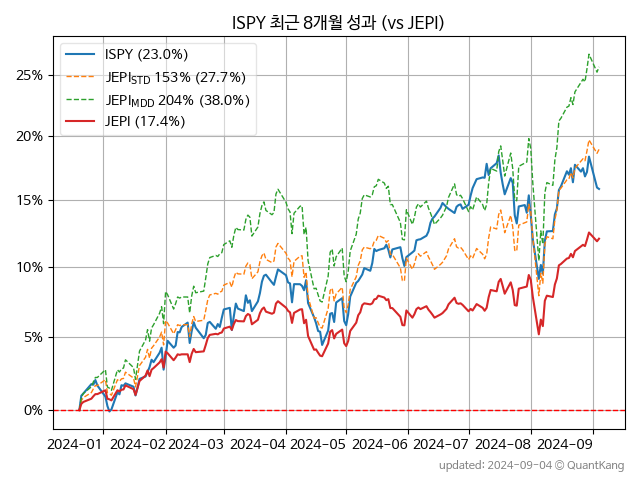 ISPY 최근 8개월 성과 (vs JEPI)
ISPY (23.0%)
JEPI_STD 153% (27.7%)
JEPI_MDD 204% (38.0%)
JEPI (17.4%)
25%
20%
15%
10%
5%
0%
2024-01 2024-02 2024-03 2024-04 2024-05 2024-06 2024-07 2024-08 2024-09
updated: 2024-09-04 © QuantKang